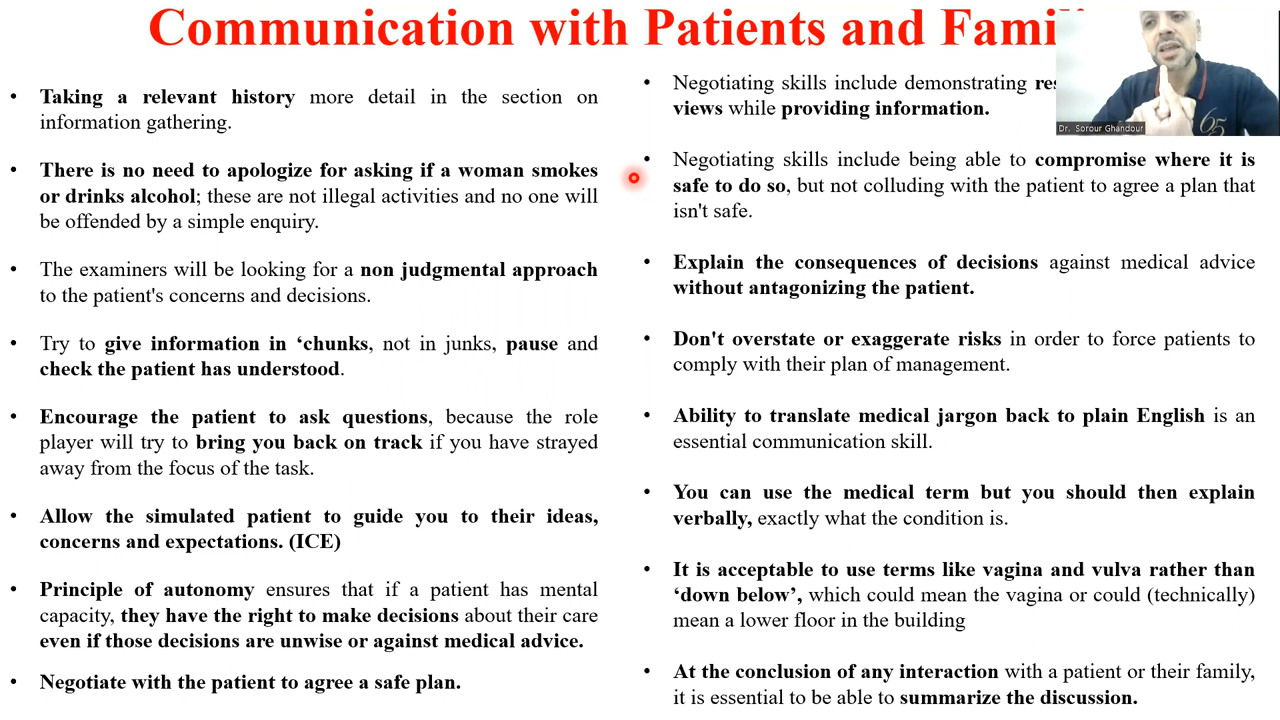 Communication with Patients and Fami
• Taking a relevant history more detail in the section on
information gathering.
• There is no need to apologize for asking if a woman smokes
or drinks alcohol; these are not illegal activities and no one will
be offended by a simple enquiry.
• The examiners will be looking for a non judgmental approach
to the patient's concerns and decisions.
• Try to give information in ‘chunks, not in junks, pause and
check the patient has understood.
• Encourage the patient to ask questions, because the role
player will try to bring you back on track if you have strayed
away from the focus of the task.
• Allow the simulated patient to guide you to their ideas,
concerns and expectations. (ICE)
• Principle of autonomy ensures that if a patient has mental
capacity, they have the right to make decisions about their care
even if those decisions are unwise or against medical advice.
• Negotiate with the patient to agree a safe plan.
• Negotiating skills include demonstrating
views while providing information.
• Negotiating skills include being able to compromise where it is
safe to do so, but not colluding with the patient to agree a plan that
isn't safe.
• Explain the consequences of decisions against medical advice
without antagonizing the patient.
• Don't overstate or exaggerate risks in order to force patients to
comply with their plan of management.
• Ability to translate medical jargon back to plain English is an
essential communication skill.
• You can use the medical term but you should then explain
verbally, exactly what the condition is.
• It is acceptable to use terms like vagina and vulva rather than
‘down below’, which could mean the vagina or could (technically)
mean a lower floor in the building
• At the conclusion of any interaction with a patient or their family,
it is essential to be able to summarize the discussion.
65
Dr. Sorour Ghandour